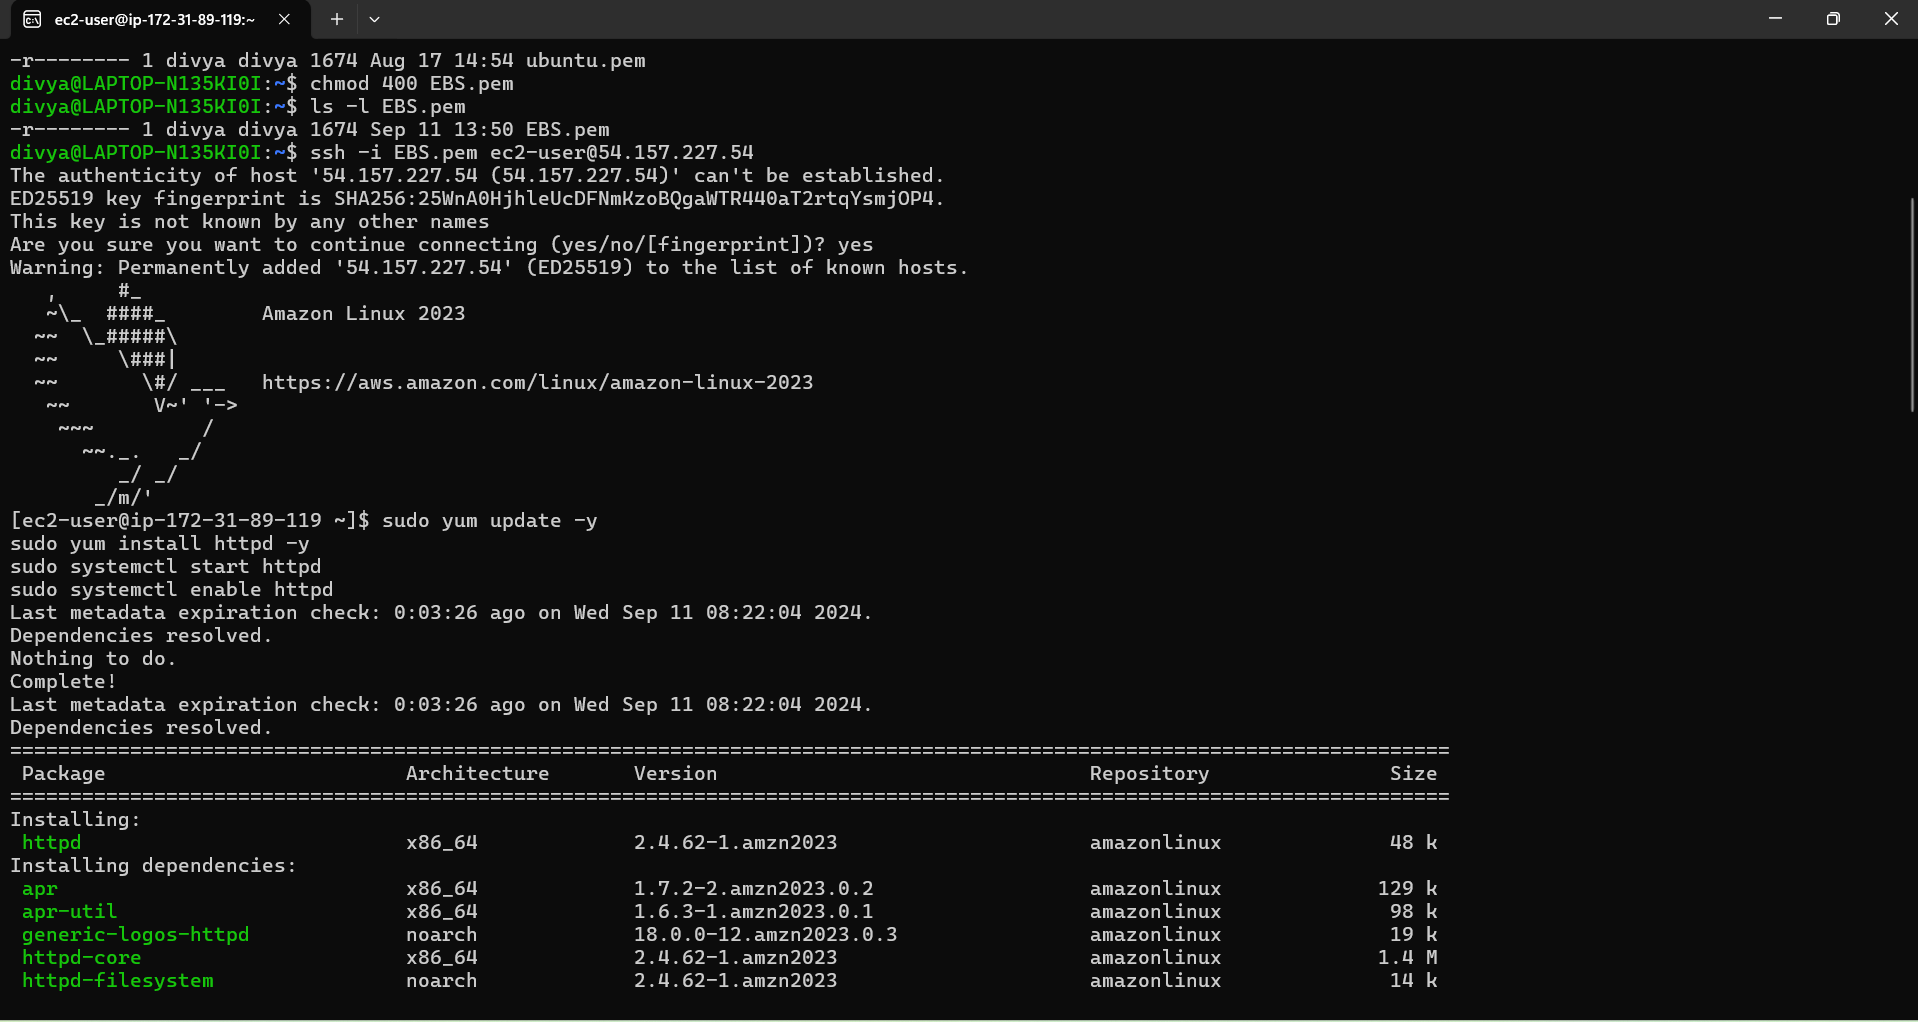 ec2-user@ip-172-31-89-119:~
-r-------- 1 divya divya 1674 Aug 17 14:54 ubuntu.pem
divya@LAPTOP-N135KI0I:~$ chmod 400 EBS.pem
divya@LAPTOP-N135KI0I:~$ ls -l EBS.pem
-r-------- 1 divya divya 1674 Sep 11 13:50 EBS.pem
divya@LAPTOP-N135KI0I:~$ ssh -i EBS.pem ec2-user@54.157.227.54
The authenticity of host '54.157.227.54 (54.157.227.54)' can't be established.
ED25519 key fingerprint is SHA256:25WnA0HjhleUcDFNmKzoBQgaWTR440aT2rtqYsmjOP4.
This key is not known by any other names
Are you sure you want to continue connecting (yes/no/[fingerprint])? yes
Warning: Permanently added '54.157.227.54' (ED25519) to the list of known hosts.
   ,     #_
   ~\_  ####_        Amazon Linux 2023
  ~~  \_#####\
  ~~     \###|
  ~~       \#/ ___   https://aws.amazon.com/linux/amazon-linux-2023
   ~~       V~' '->
    ~~~         /
      ~~._.   _/
         _/ _/
       _/m/'
[ec2-user@ip-172-31-89-119 ~]$ sudo yum update -y
sudo yum install httpd -y
sudo systemctl start httpd
sudo systemctl enable httpd
Last metadata expiration check: 0:03:26 ago on Wed Sep 11 08:22:04 2024.
Dependencies resolved.
Nothing to do.
Complete!
Last metadata expiration check: 0:03:26 ago on Wed Sep 11 08:22:04 2024.
Dependencies resolved.
========================================================================================================================
 Package                         Architecture       Version                               Repository               Size
========================================================================================================================
Installing:
 httpd                           x86_64             2.4.62-1.amzn2023                     amazonlinux              48 k
Installing dependencies:
 apr                             x86_64             1.7.2-2.amzn2023.0.2                  amazonlinux             129 k
 apr-util                        x86_64             1.6.3-1.amzn2023.0.1                  amazonlinux              98 k
 generic-logos-httpd             noarch             18.0.0-12.amzn2023.0.3                amazonlinux              19 k
 httpd-core                      x86_64             2.4.62-1.amzn2023                     amazonlinux             1.4 M
 httpd-filesystem                noarch             2.4.62-1.amzn2023                     amazonlinux              14 k